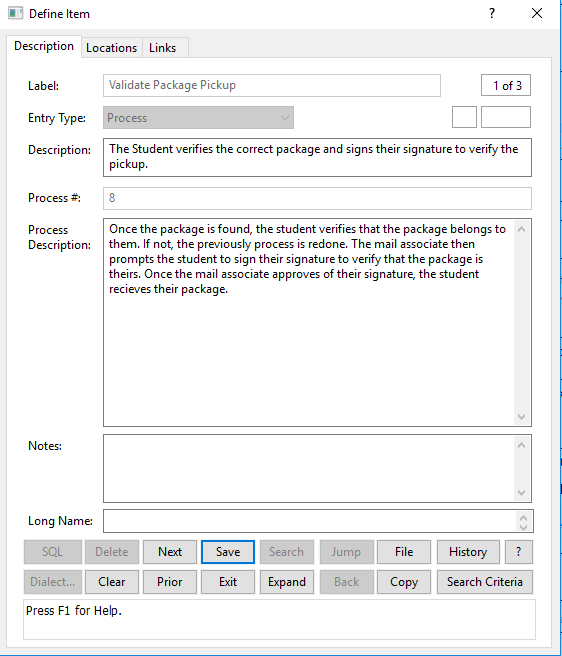 Define Item
?
Description Locations Links
Label: Validate Package Pickup 1 of 3
Entry Type: Process
Description: The Student verifies the correct package and signs their signature to verify the
pickup.
Process #: 8
Process
Description:
Once the package is found, the student verifies that the package belongs to
them. If not, the previously process is redone. The mail associate then
prompts the student to sign their signature to verify that the package is
theirs. Once the mail associate approves of their signature, the student
recieves their package.
Notes:
Long Name:
SQL Delete Next Save Search Jump File History ?
Dialect... Clear Prior Exit Expand Back Copy Search Criteria
Press F1 for Help.